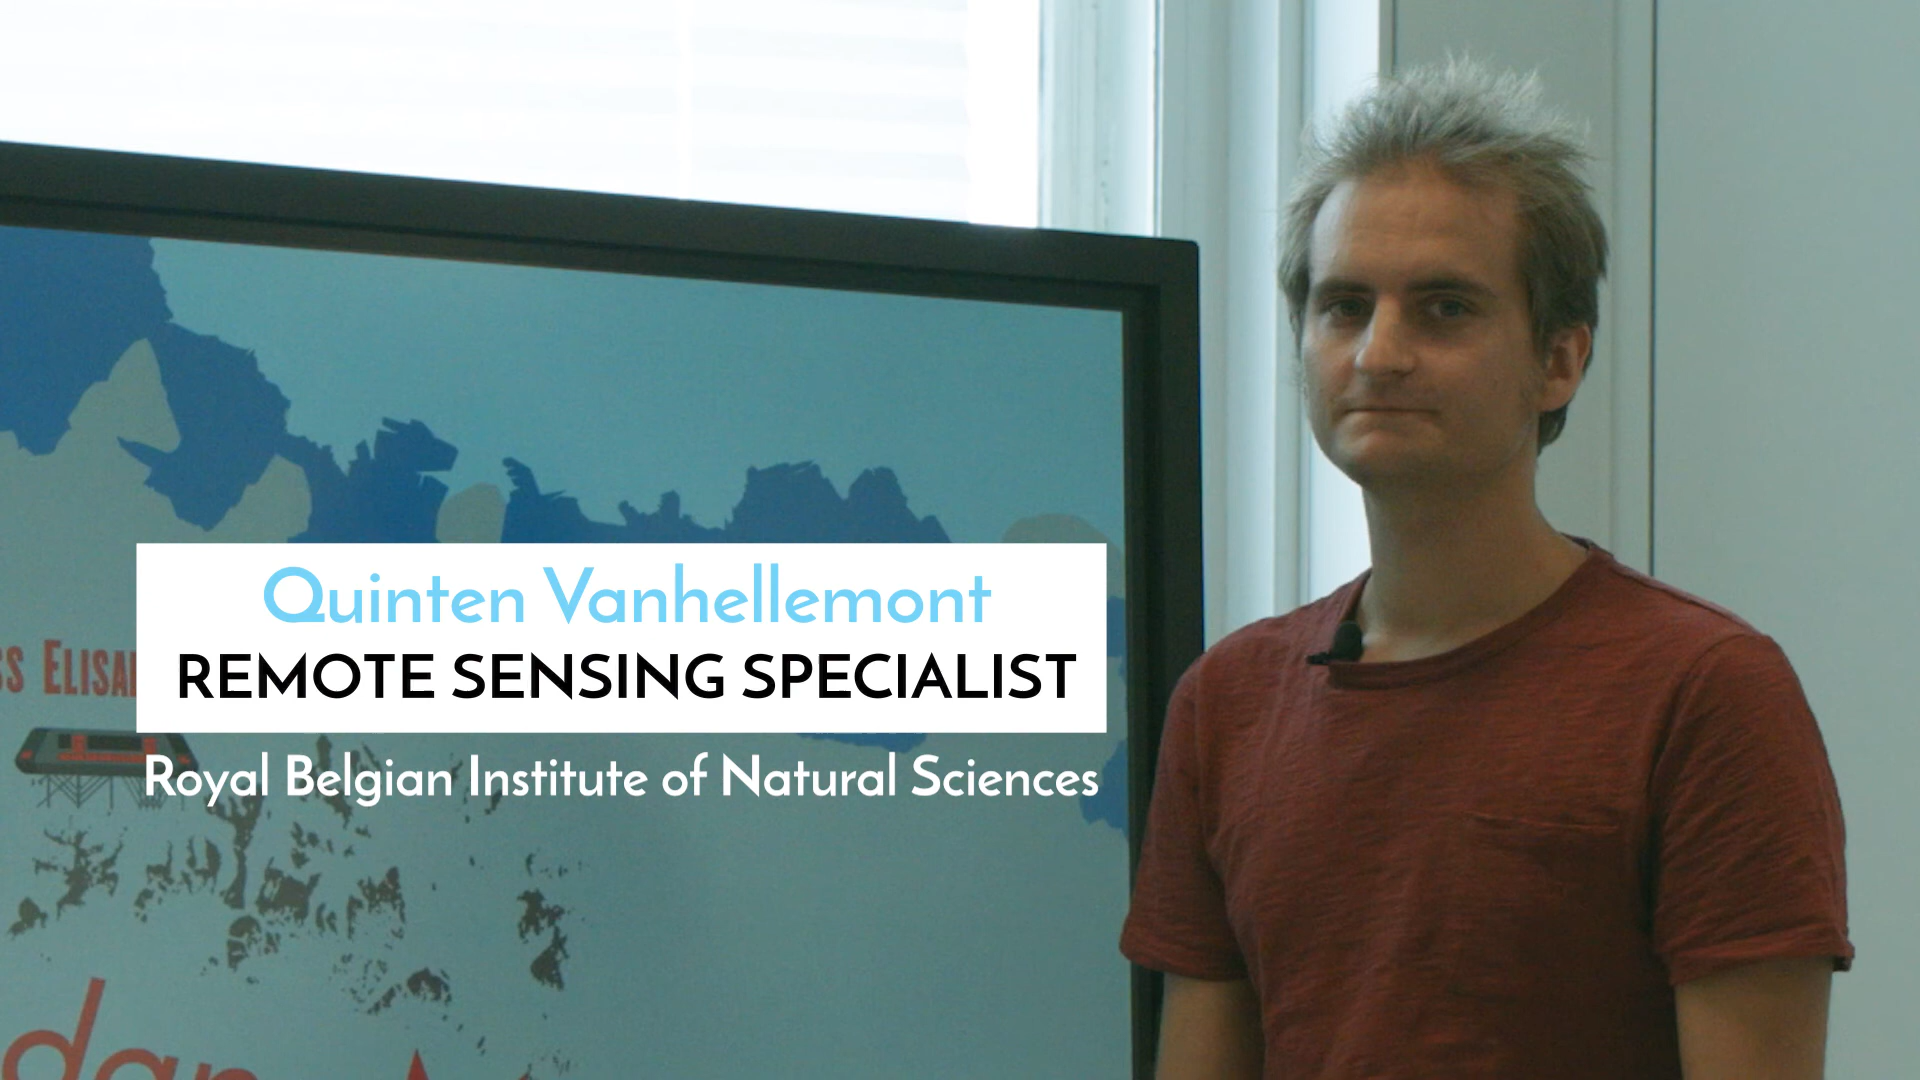 Quinten Vanhellemont
REMOTE SENSING SPECIALIST
Royal Belgian Institute of Natural Sciences